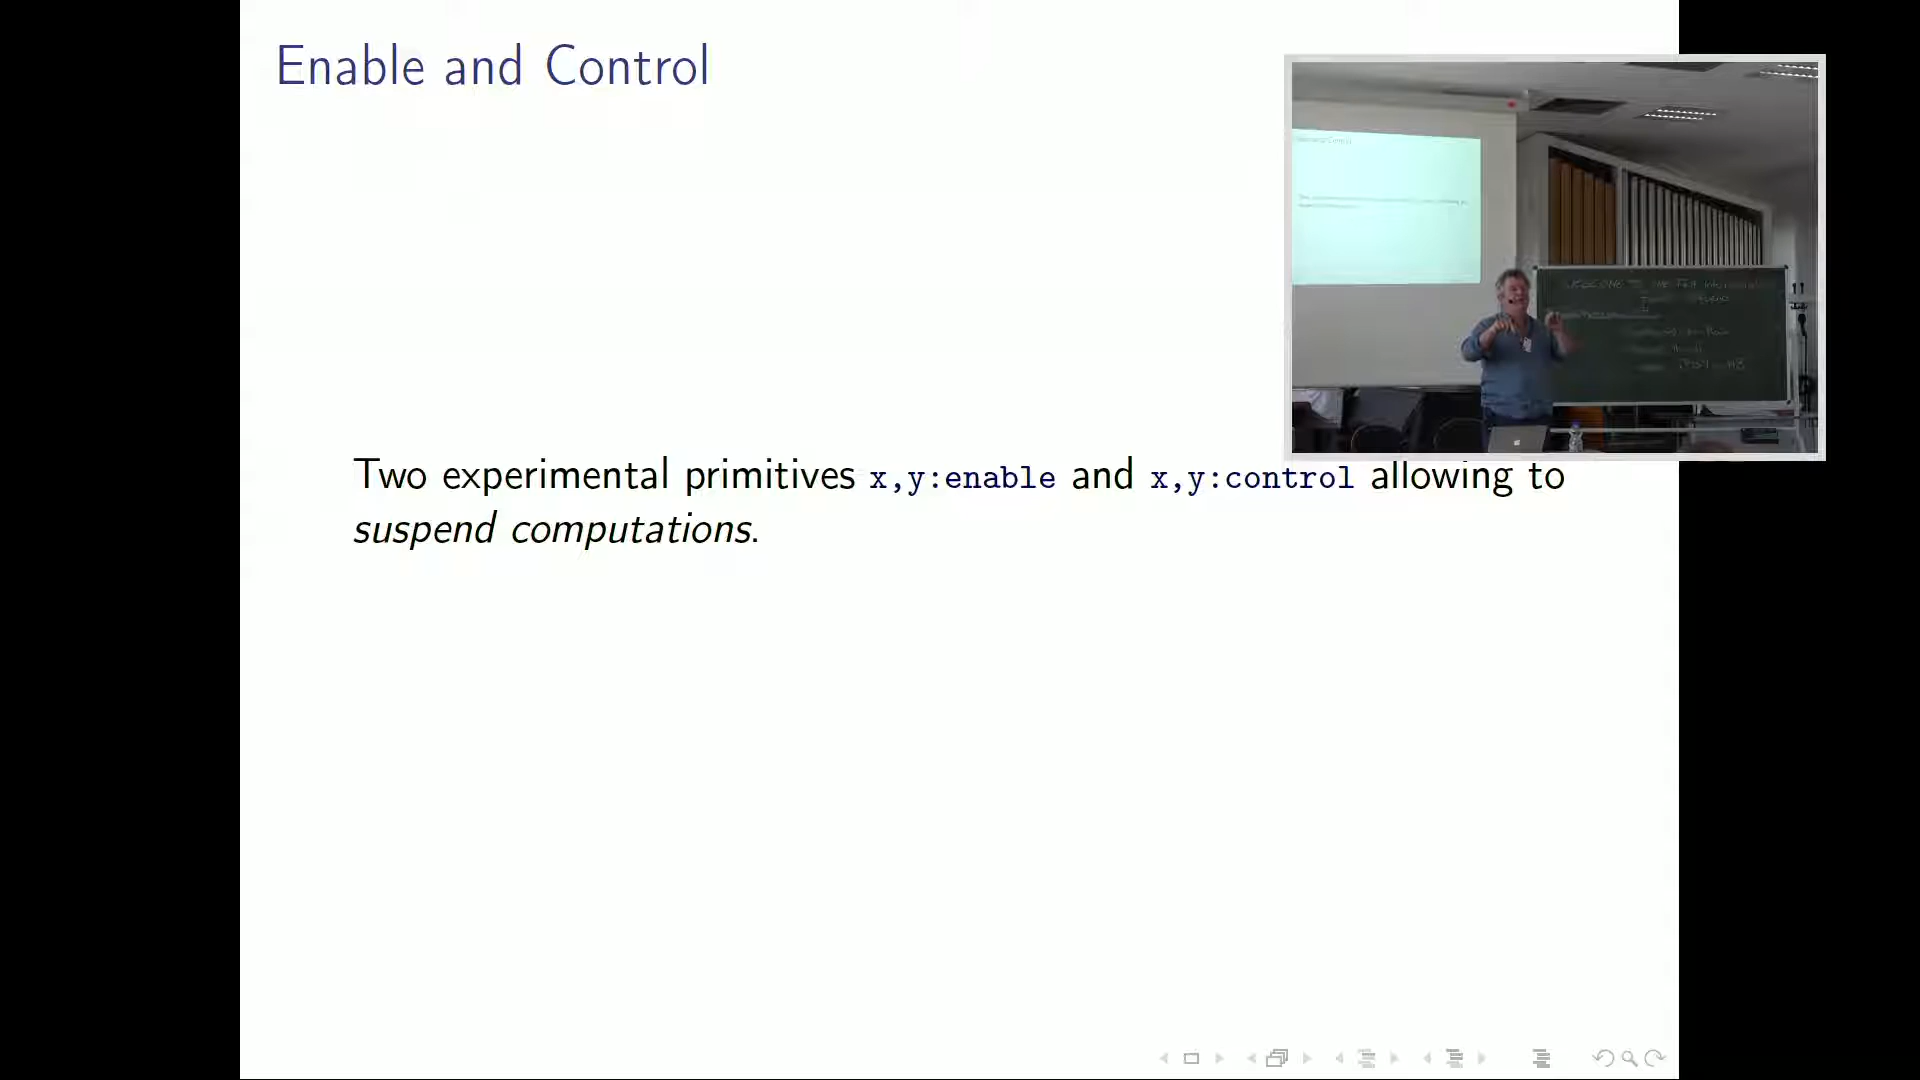 Enable and Control
Two experimental primitives x,y:enable and x,y:control allowing to
suspend computations.